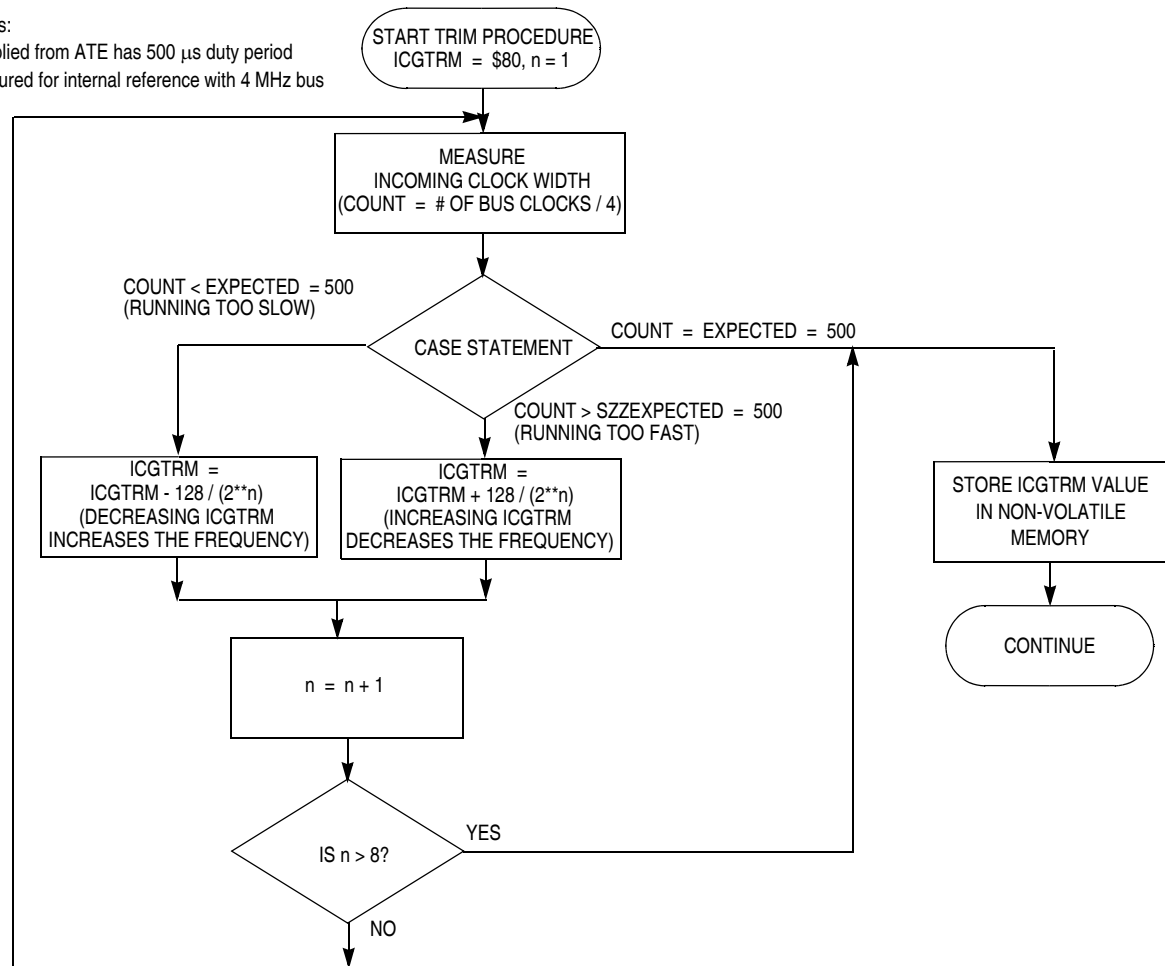 s:
plied from ATE has 500 μs duty period
ured for internal reference with 4 MHz bus
START TRIM PROCEDURE
ICGTRM = $80, n = 1
MEASURE
INCOMING CLOCK WIDTH
(COUNT = # OF BUS CLOCKS / 4)
COUNT < EXPECTED = 500
(RUNNING TOO SLOW)
CASE STATEMENT
COUNT = EXPECTED = 500
COUNT > SZZEXPECTED = 500
(RUNNING TOO FAST)
ICGTRM =
ICGTRM - 128 / (2**n)
(DECREASING ICGTRM
INCREASES THE FREQUENCY)
ICGTRM =
ICGTRM + 128 / (2**n)
(INCREASING ICGTRM
DECREASES THE FREQUENCY)
STORE ICGTRM VALUE
IN NON-VOLATILE
MEMORY
CONTINUE
n = n + 1
IS n > 8?
YES
NO